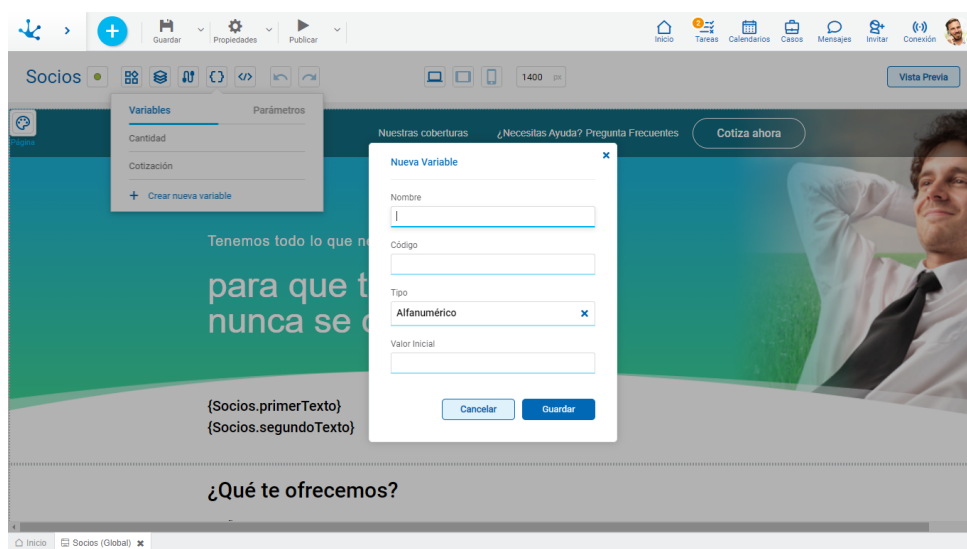 Guardar
Propiedades
Publicar
Inicio
2
Tareas
Calendarios
Casos
Mensajes
Invitar
Conexión
Socios
1400 px
Vista Previa
Variables
Parámetros
Cantidad
Cotización
+ Crear nueva variable
Página
Nuestras coberturas
¿Necesitas Ayuda? Pregunta Frecuentes
Cotiza ahora
Nueva Variable
Nombre
Código
Tipo
Alfanumérico
Valor Inicial
Cancelar
Guardar
Tenemos todo lo que
para que
nunca se
{Socios.primerTexto}
{Socios.segundoTexto}
¿Qué te ofrecemos?
Inicio
Socios (Global)